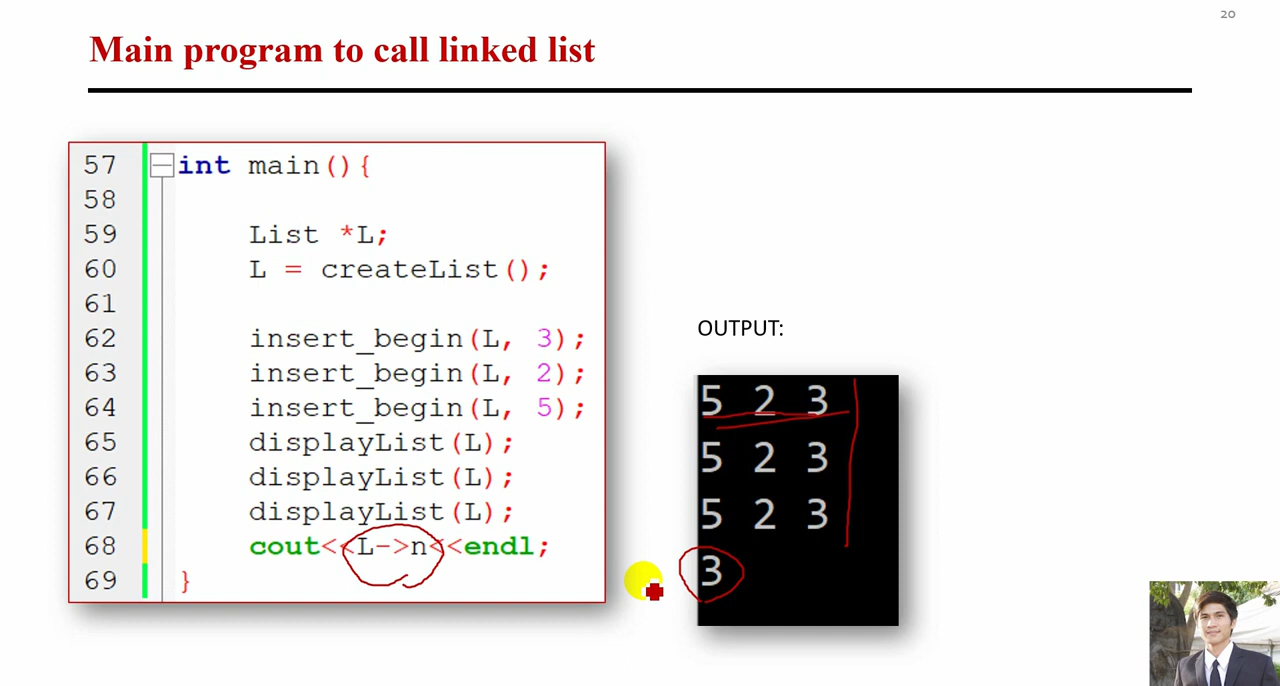 20
Main program to call linked list
57 int main(){
58
59 List *L;
60 L = createList();
61
62 insert_begin(L, 3);
63 insert_begin(L, 2);
64 insert_begin(L, 5);
65 displayList(L);
66 displayList(L);
67 displayList(L);
68 cout<<L->n<<endl;
69 }
OUTPUT:
5 2 3
5 2 3
5 2 3
3